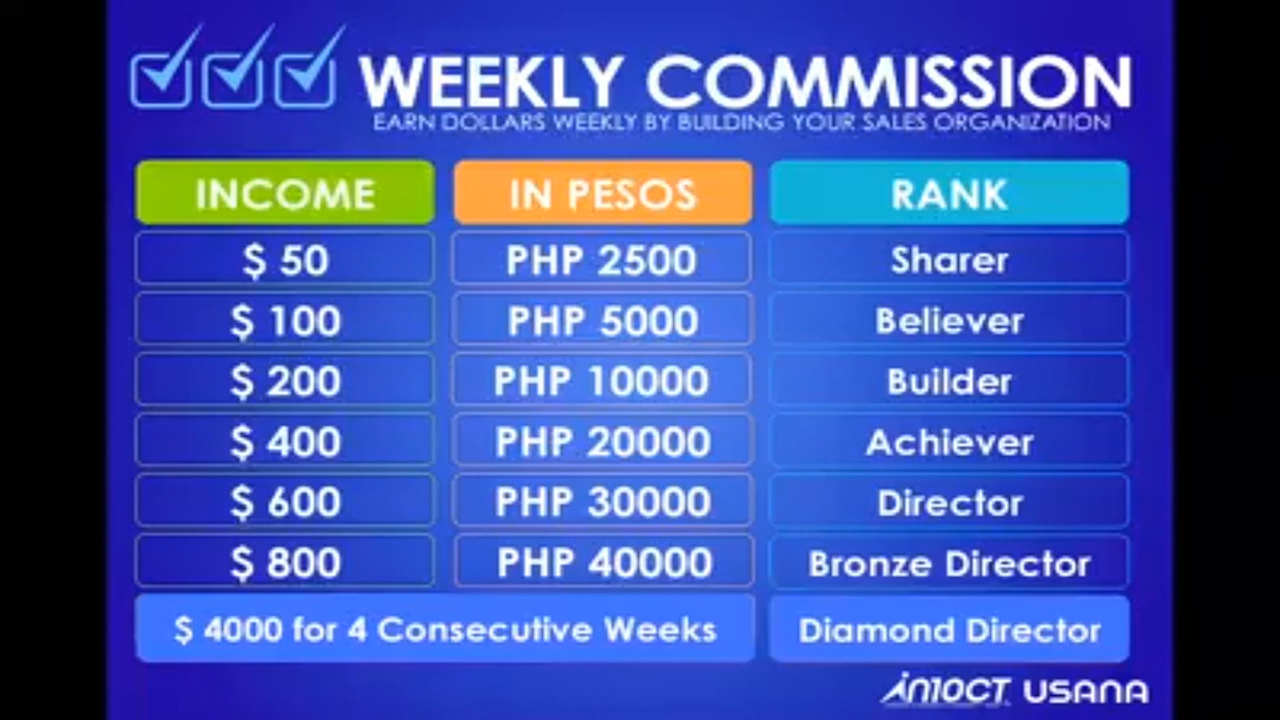 WEEKLY COMMISSION
EARN DOLLARS WEEKLY BY BUILDING YOUR SALES ORGANIZATION
INCOME IN PESOS RANK
$ 50 PHP 2500 Sharer
$ 100 PHP 5000 Believer
$ 200 PHP 10000 Builder
$ 400 PHP 20000 Achiever
$ 600 PHP 30000 Director
$ 800 PHP 40000 Bronze Director
$ 4000 for 4 Consecutive Weeks Diamond Director
IN10CT USANA